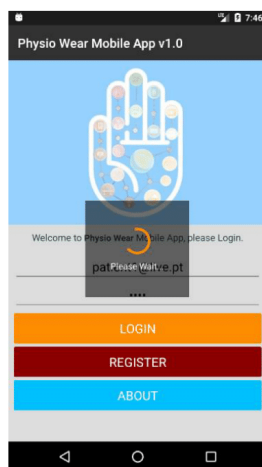 7:46
Physio Wear Mobile App v1.0
Welcome to Physio Wear Mobile App, please Login.
Please Wait...
••••
LOGIN
REGISTER
ABOUT